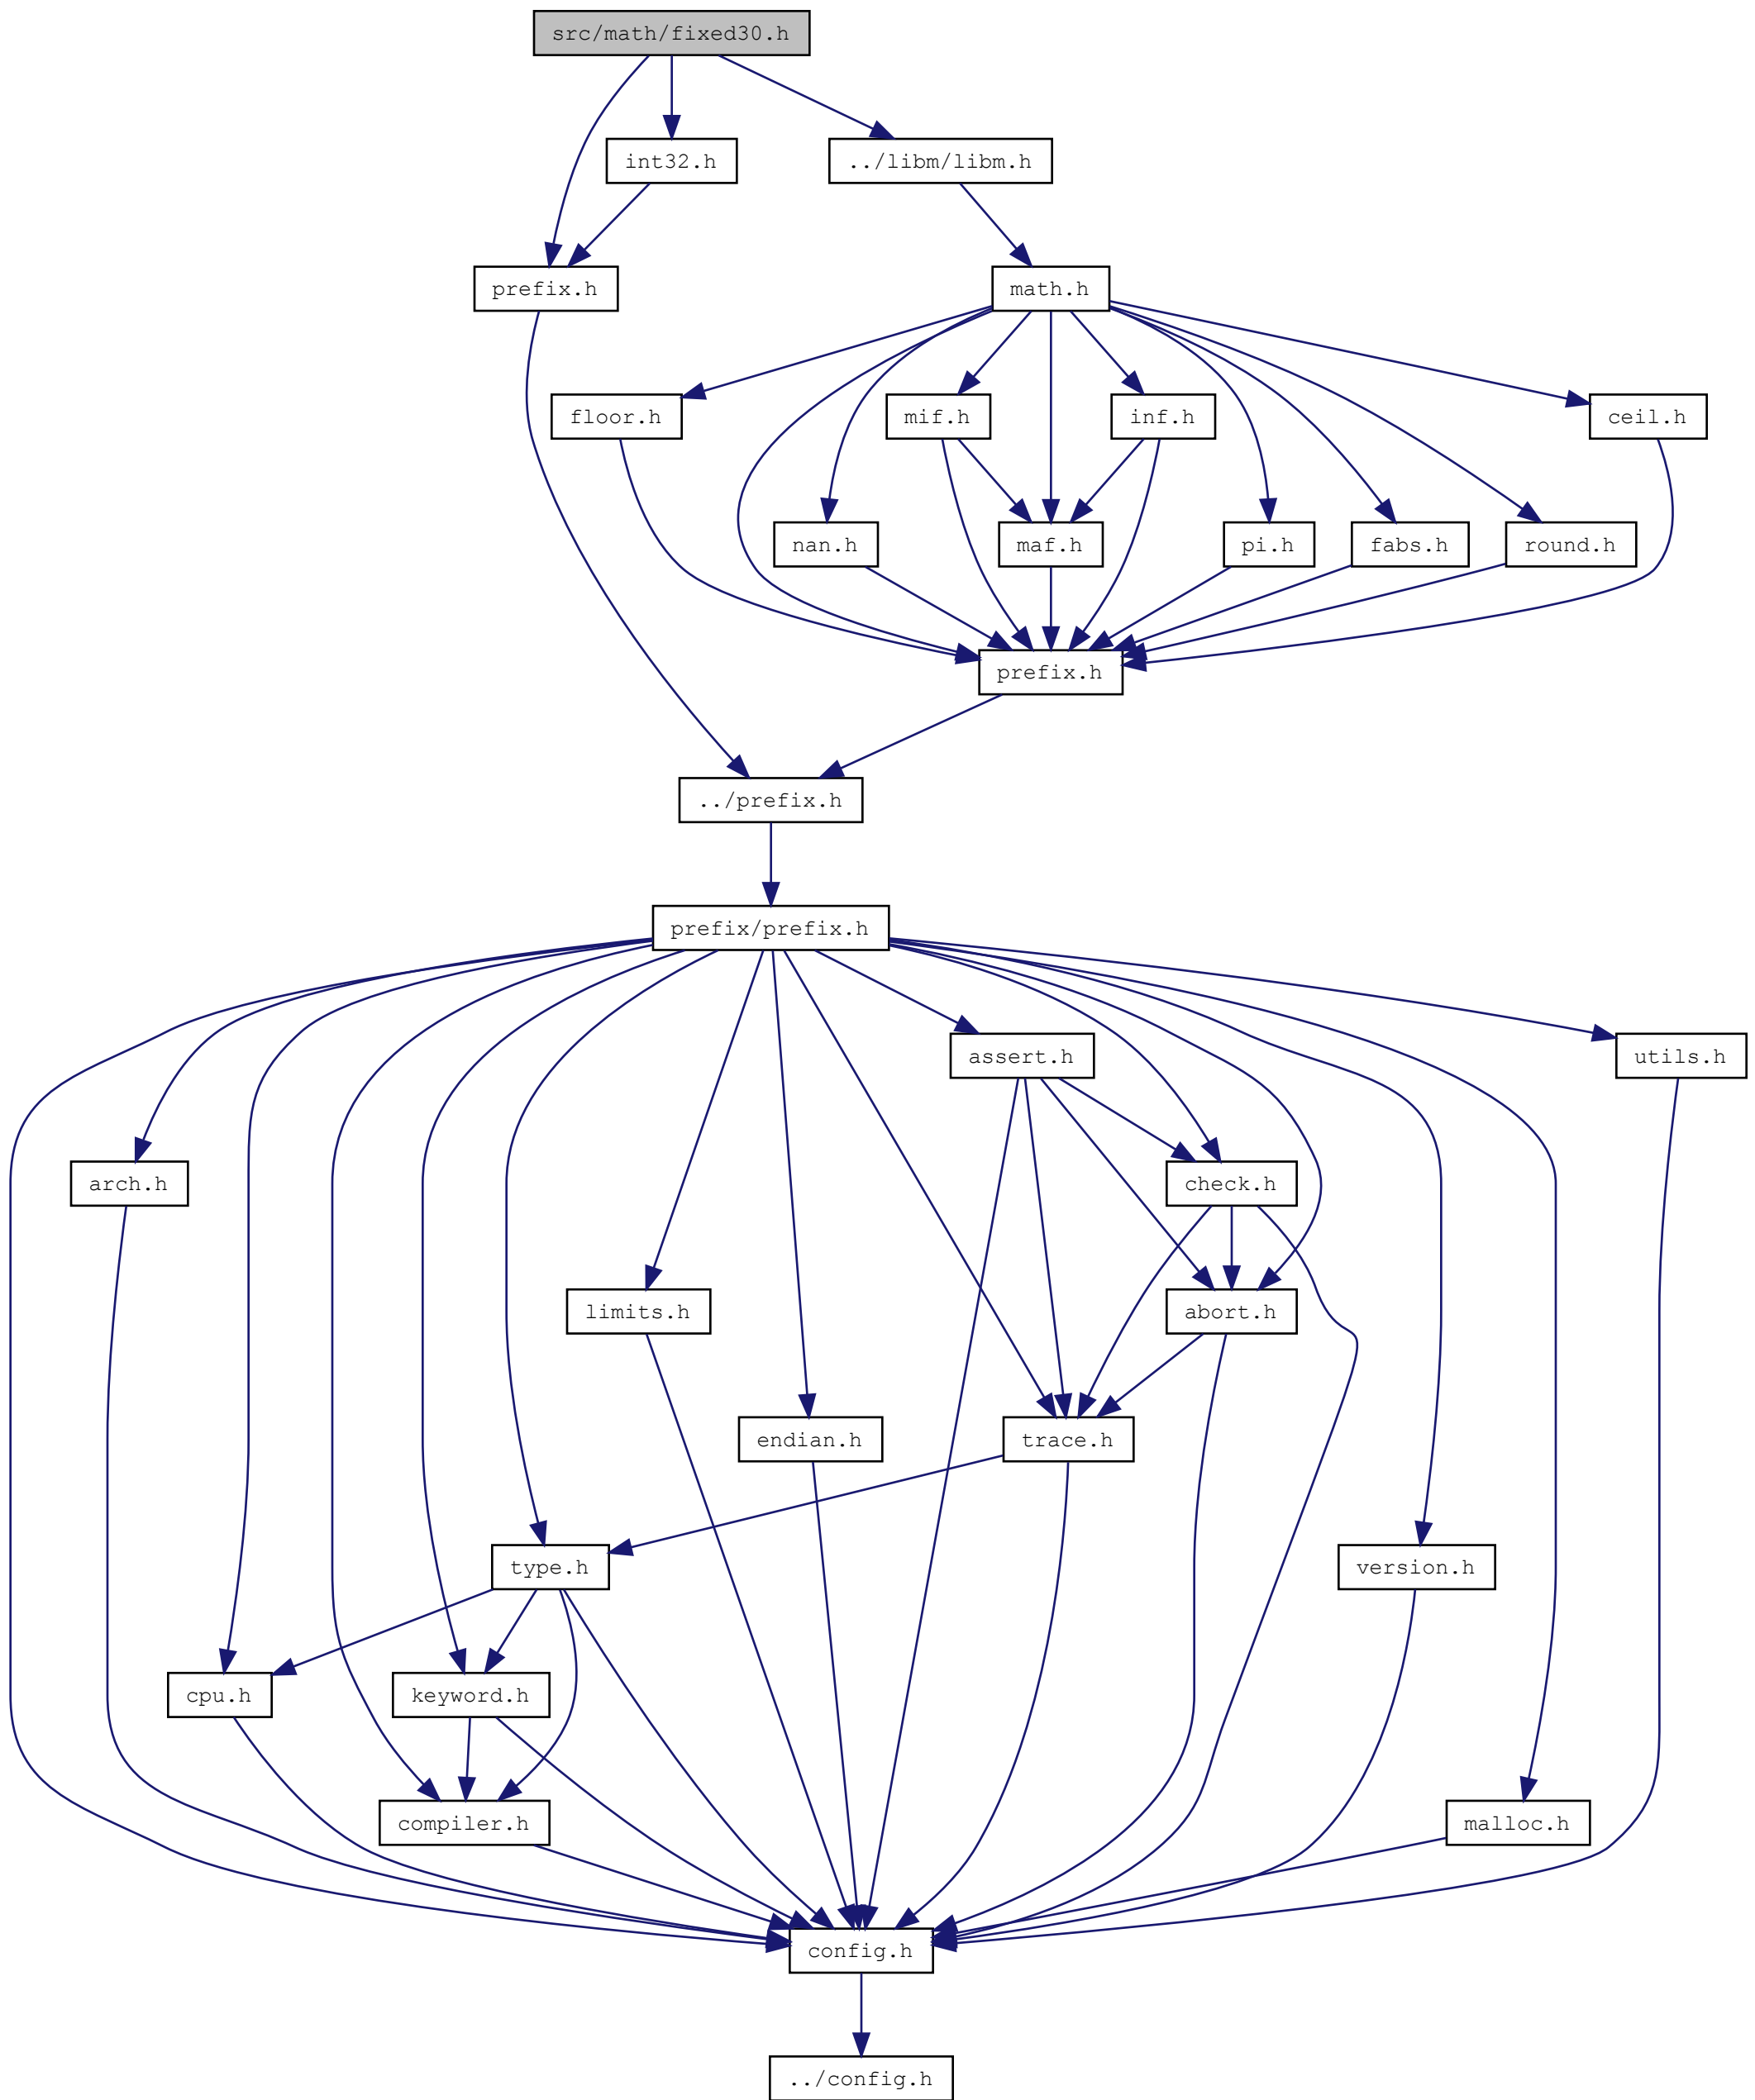 src/math/fixed30.h
int32.h
../libm/libm.h
prefix.h
math.h
floor.h
mif.h
inf.h
ceil.h
nan.h
maf.h
pi.h
fabs.h
round.h
prefix.h
../prefix.h
prefix/prefix.h
assert.h
utils.h
arch.h
check.h
limits.h
abort.h
endian.h
trace.h
type.h
version.h
cpu.h
keyword.h
compiler.h
malloc.h
config.h
../config.h